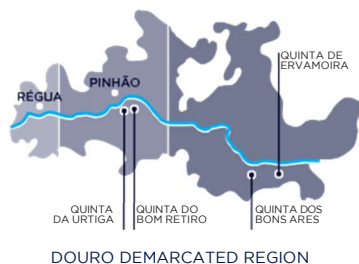 QUINTA DE
ERVAMOIRA
PINHÃO
RÉGUA
QUINTA
DA URTIGA
QUINTA DO
BOM RETIRO
QUINTA DOS
BONS ARES
DOURO DEMARCATED REGION